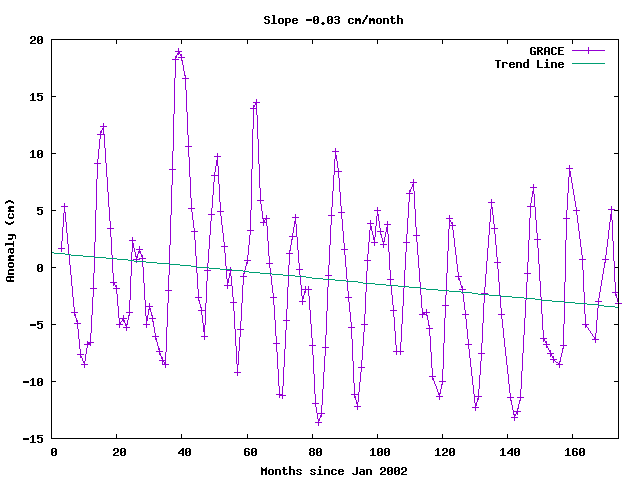 Slope -0.03 cm/month
GRACE
Trend Line
20
15
10
5
0
-5
-10
-15
Anomaly (cm)
0 20 40 60 80 100 120 140 160
Months since Jan 2002